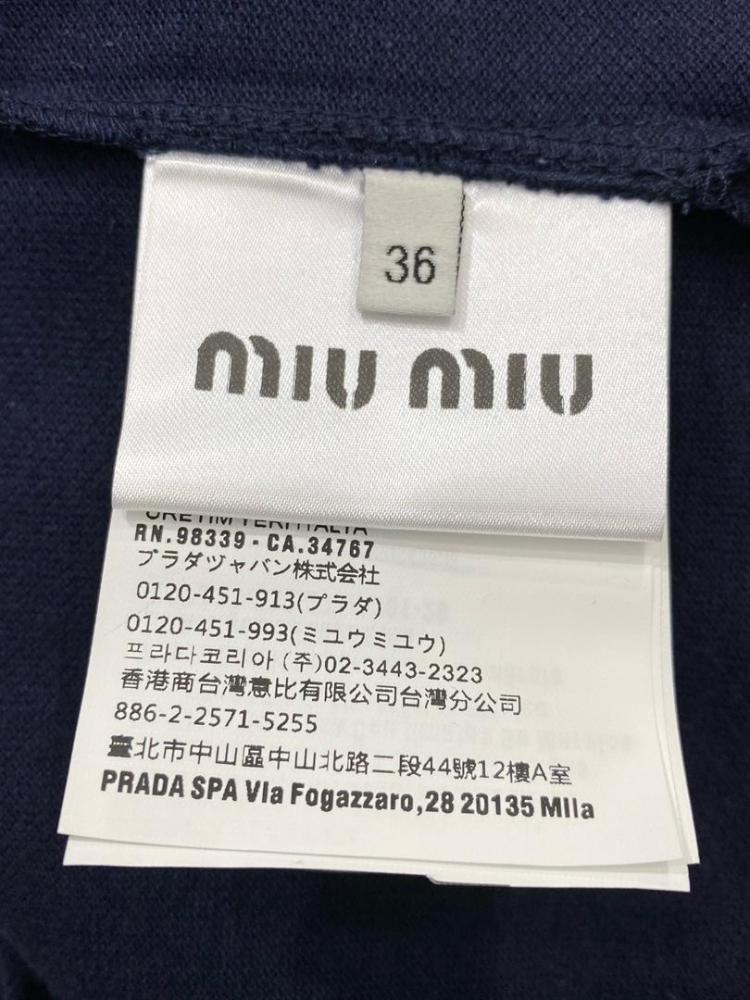 36
MIU MIU
ÜRETİM YERİ İTALYA
RN.98339 - CA.34767
プラダジャパン株式会社
0120-451-913(プラダ)
0120-451-993(ミユウミユウ)
프라다코리아 (주)02-3443-2323
香港商台灣意比有限公司台灣分公司
886-2-2571-5255
臺北市中山區中山北路二段44號12樓A室
PRADA SPA VIa Fogazzaro,28 20135 MIla